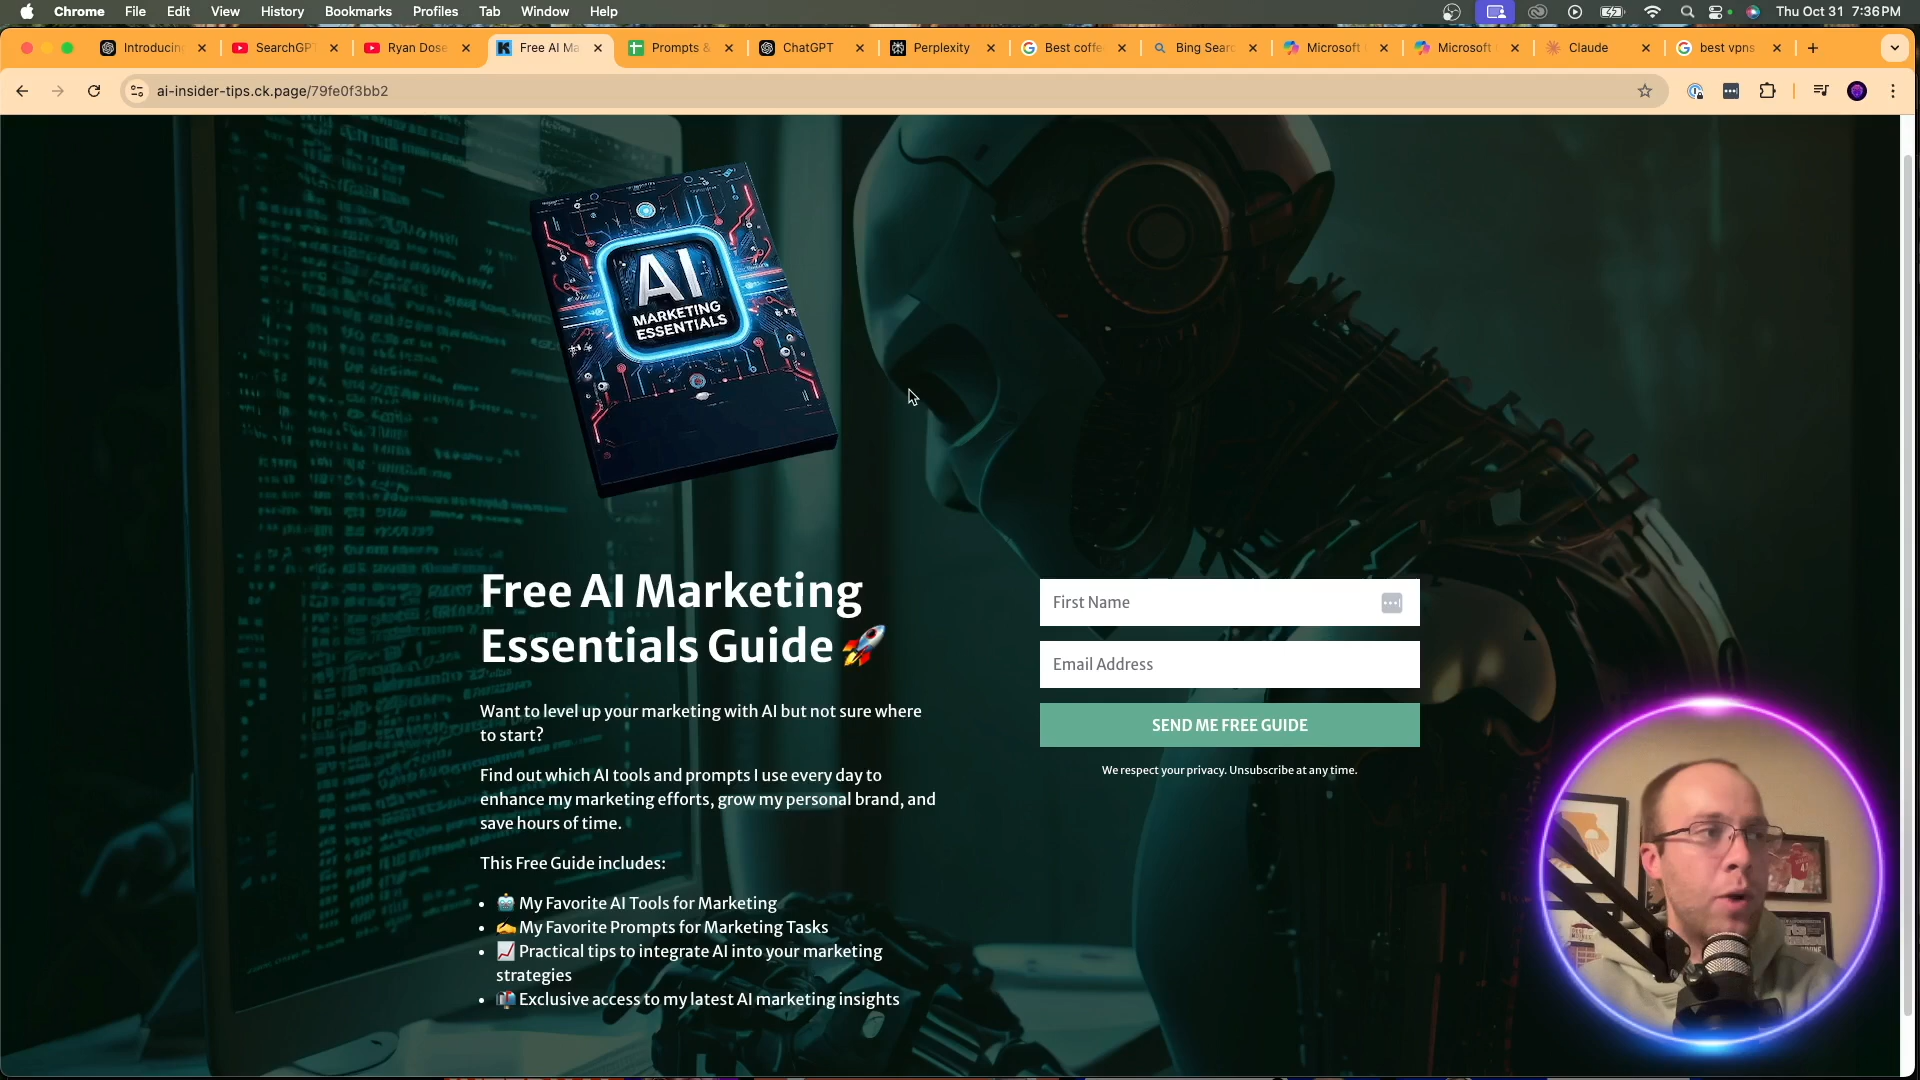 Chrome File Edit View History Bookmarks Profiles Tab Window Help Thu Oct 31 7:36 PM
Introducin SearchGPT Ryan Dose Free AI Ma Prompts & ChatGPT Perplexity Best coffe Bing Searc Microsoft Microsoft Claude best vpns
ai-insider-tips.ck.page/79fe0f3bb2
AI
MARKETING
ESSENTIALS
Free AI Marketing
Essentials Guide 🚀
Want to level up your marketing with AI but not sure where
to start?
Find out which AI tools and prompts I use every day to
enhance my marketing efforts, grow my personal brand, and
save hours of time.
This Free Guide includes:
• 🤖 My Favorite AI Tools for Marketing
• ✍️ My Favorite Prompts for Marketing Tasks
• 📈 Practical tips to integrate AI into your marketing
strategies
• 📬 Exclusive access to my latest AI marketing insights
First Name
Email Address
SEND ME FREE GUIDE
We respect your privacy. Unsubscribe at any time.